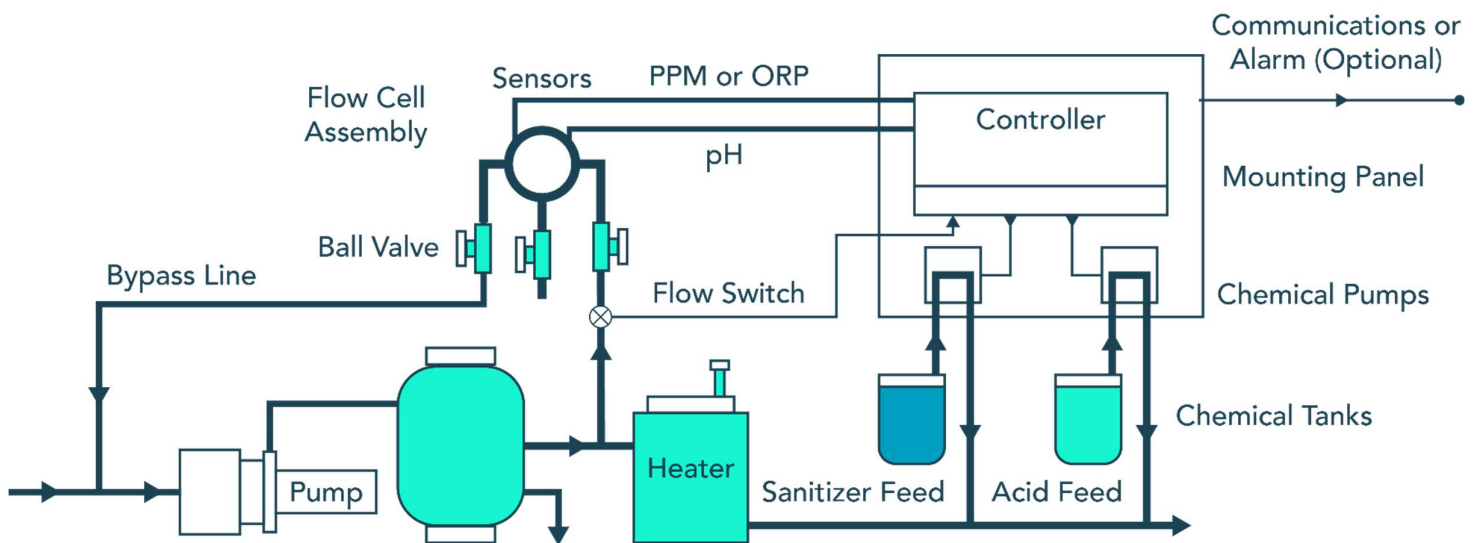 Communications or
Alarm (Optional)
Sensors
PPM or ORP
Flow Cell
Assembly
Controller
pH
Mounting Panel
Ball Valve
Bypass Line
Flow Switch
Chemical Pumps
Chemical Tanks
Heater
Pump
Sanitizer Feed
Acid Feed